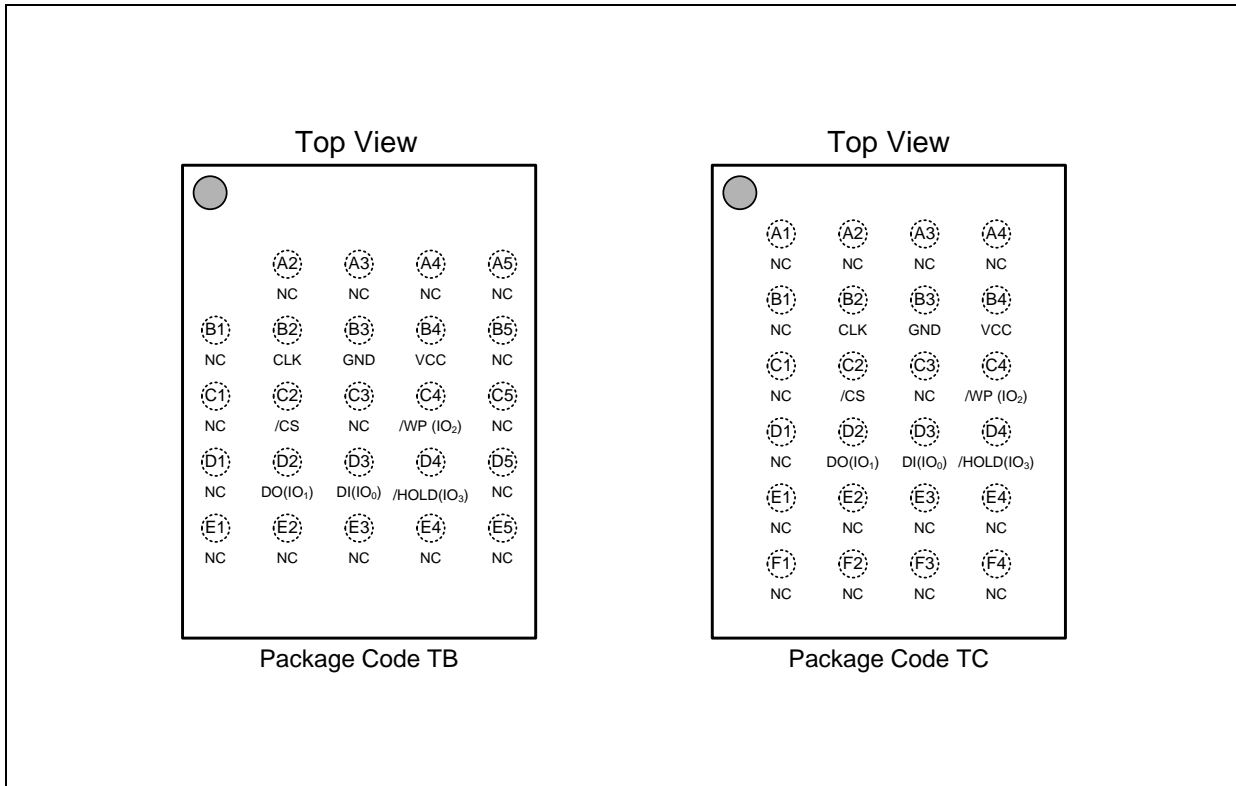 Top View
A2 A3 A4 A5
NC NC NC NC
B1 B2 B3 B4 B5
NC CLK GND VCC NC
C1 C2 C3 C4 C5
NC /CS NC /WP (IO₂) NC
D1 D2 D3 D4 D5
NC DO(IO₁) DI(IO₀) /HOLD(IO₃) NC
E1 E2 E3 E4 E5
NC NC NC NC NC
Package Code TB
Top View
A1 A2 A3 A4
NC NC NC NC
B1 B2 B3 B4
NC CLK GND VCC
C1 C2 C3 C4
NC /CS NC /WP (IO₂)
D1 D2 D3 D4
NC DO(IO₁) DI(IO₀) /HOLD(IO₃)
E1 E2 E3 E4
NC NC NC NC
F1 F2 F3 F4
NC NC NC NC
Package Code TC